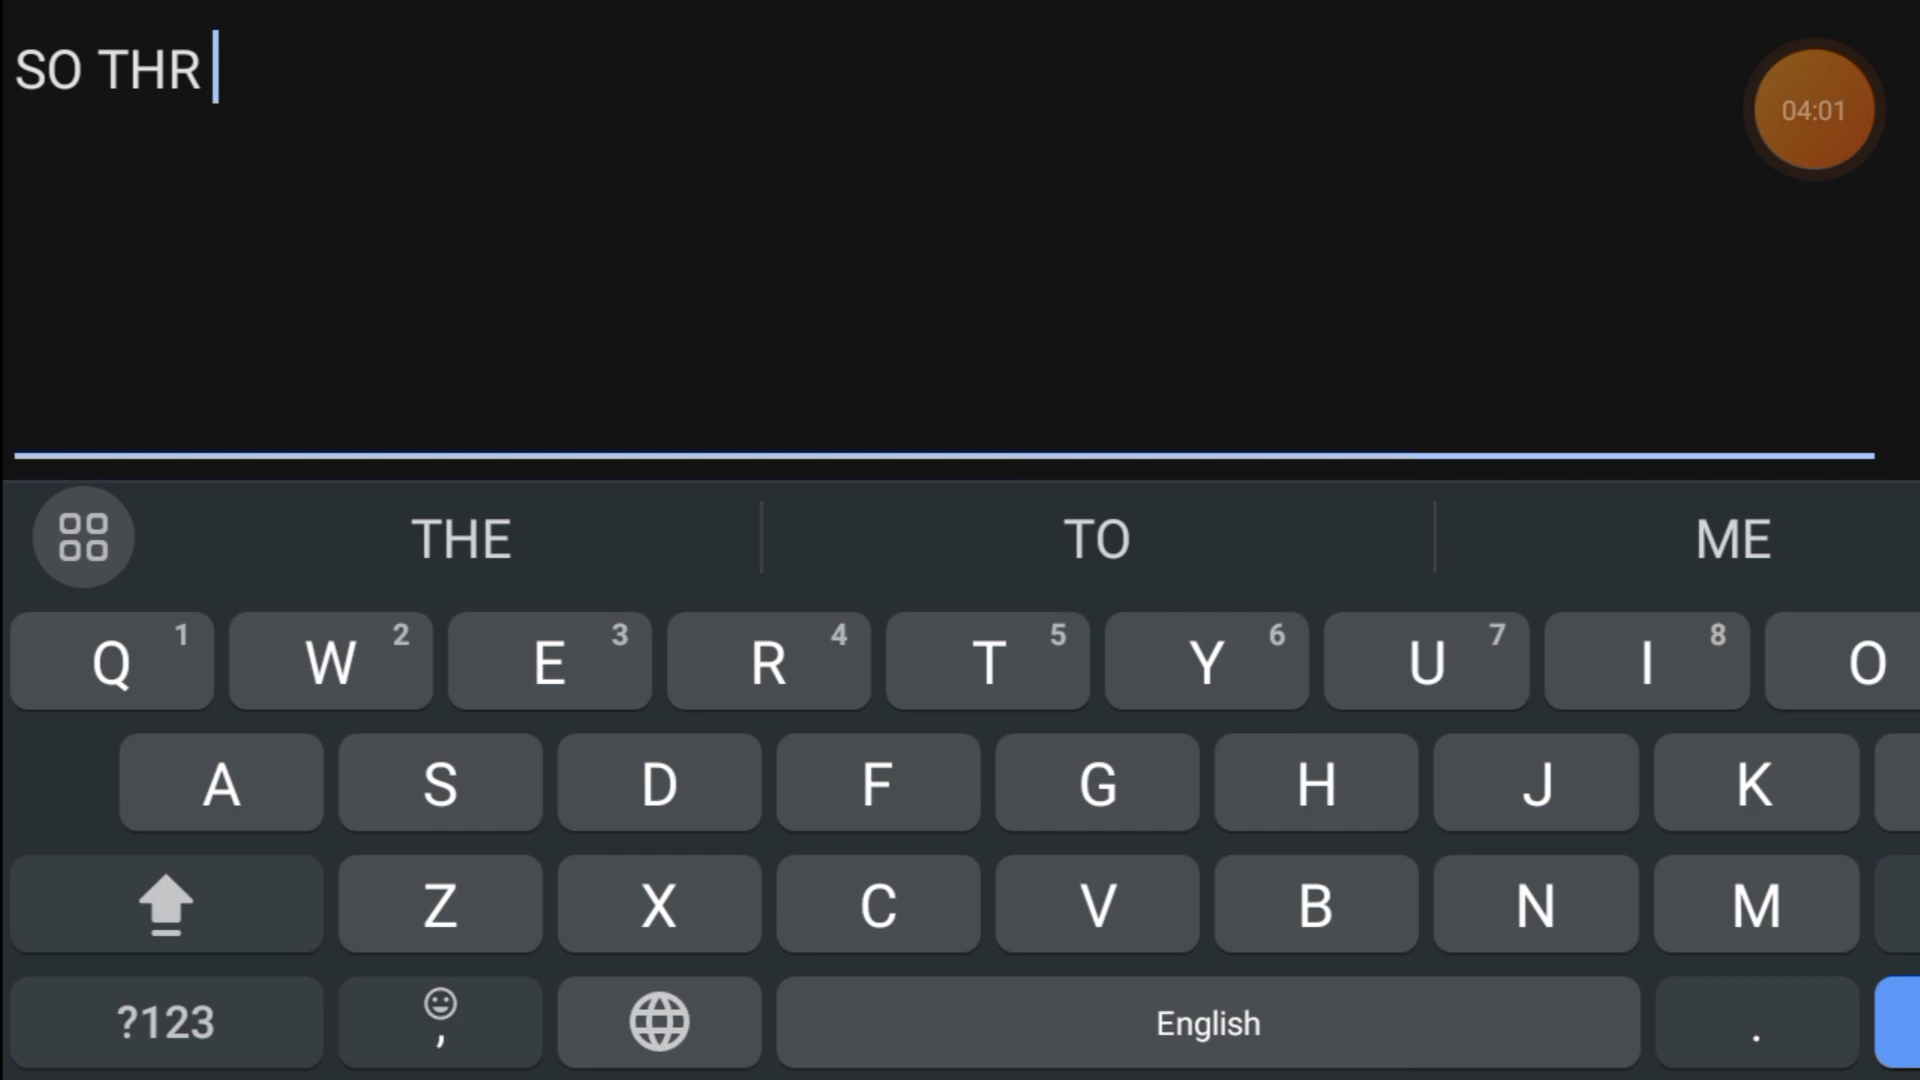 SO THR
04:01
THE TO ME
Q 1 W 2 E 3 R 4 T 5 Y 6 U 7 I 8 O
A S D F G H J K
Z X C V B N M
?123 , English .